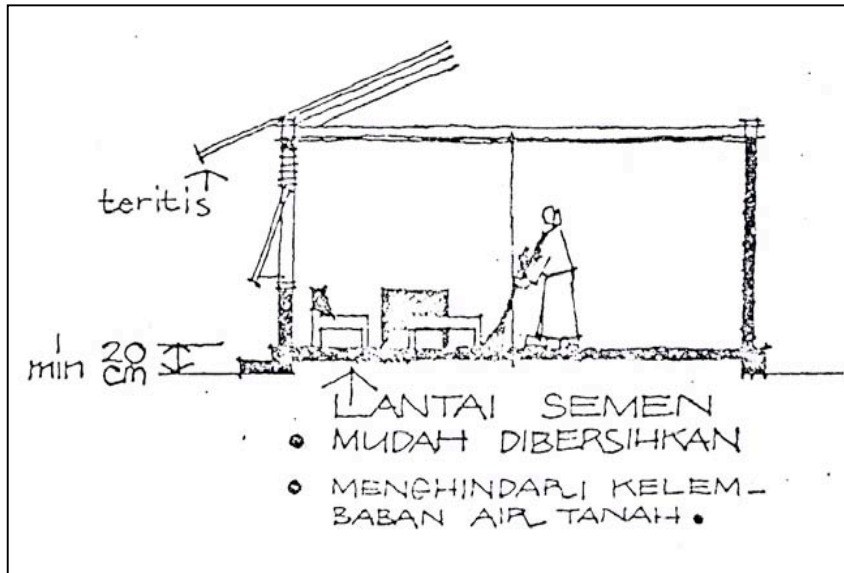 teritis
min 20 cm
LANTAI SEMEN
• MUDAH DIBERSIHKAN
• MENGHINDARI KELEM-
BABAN AIR TANAH.